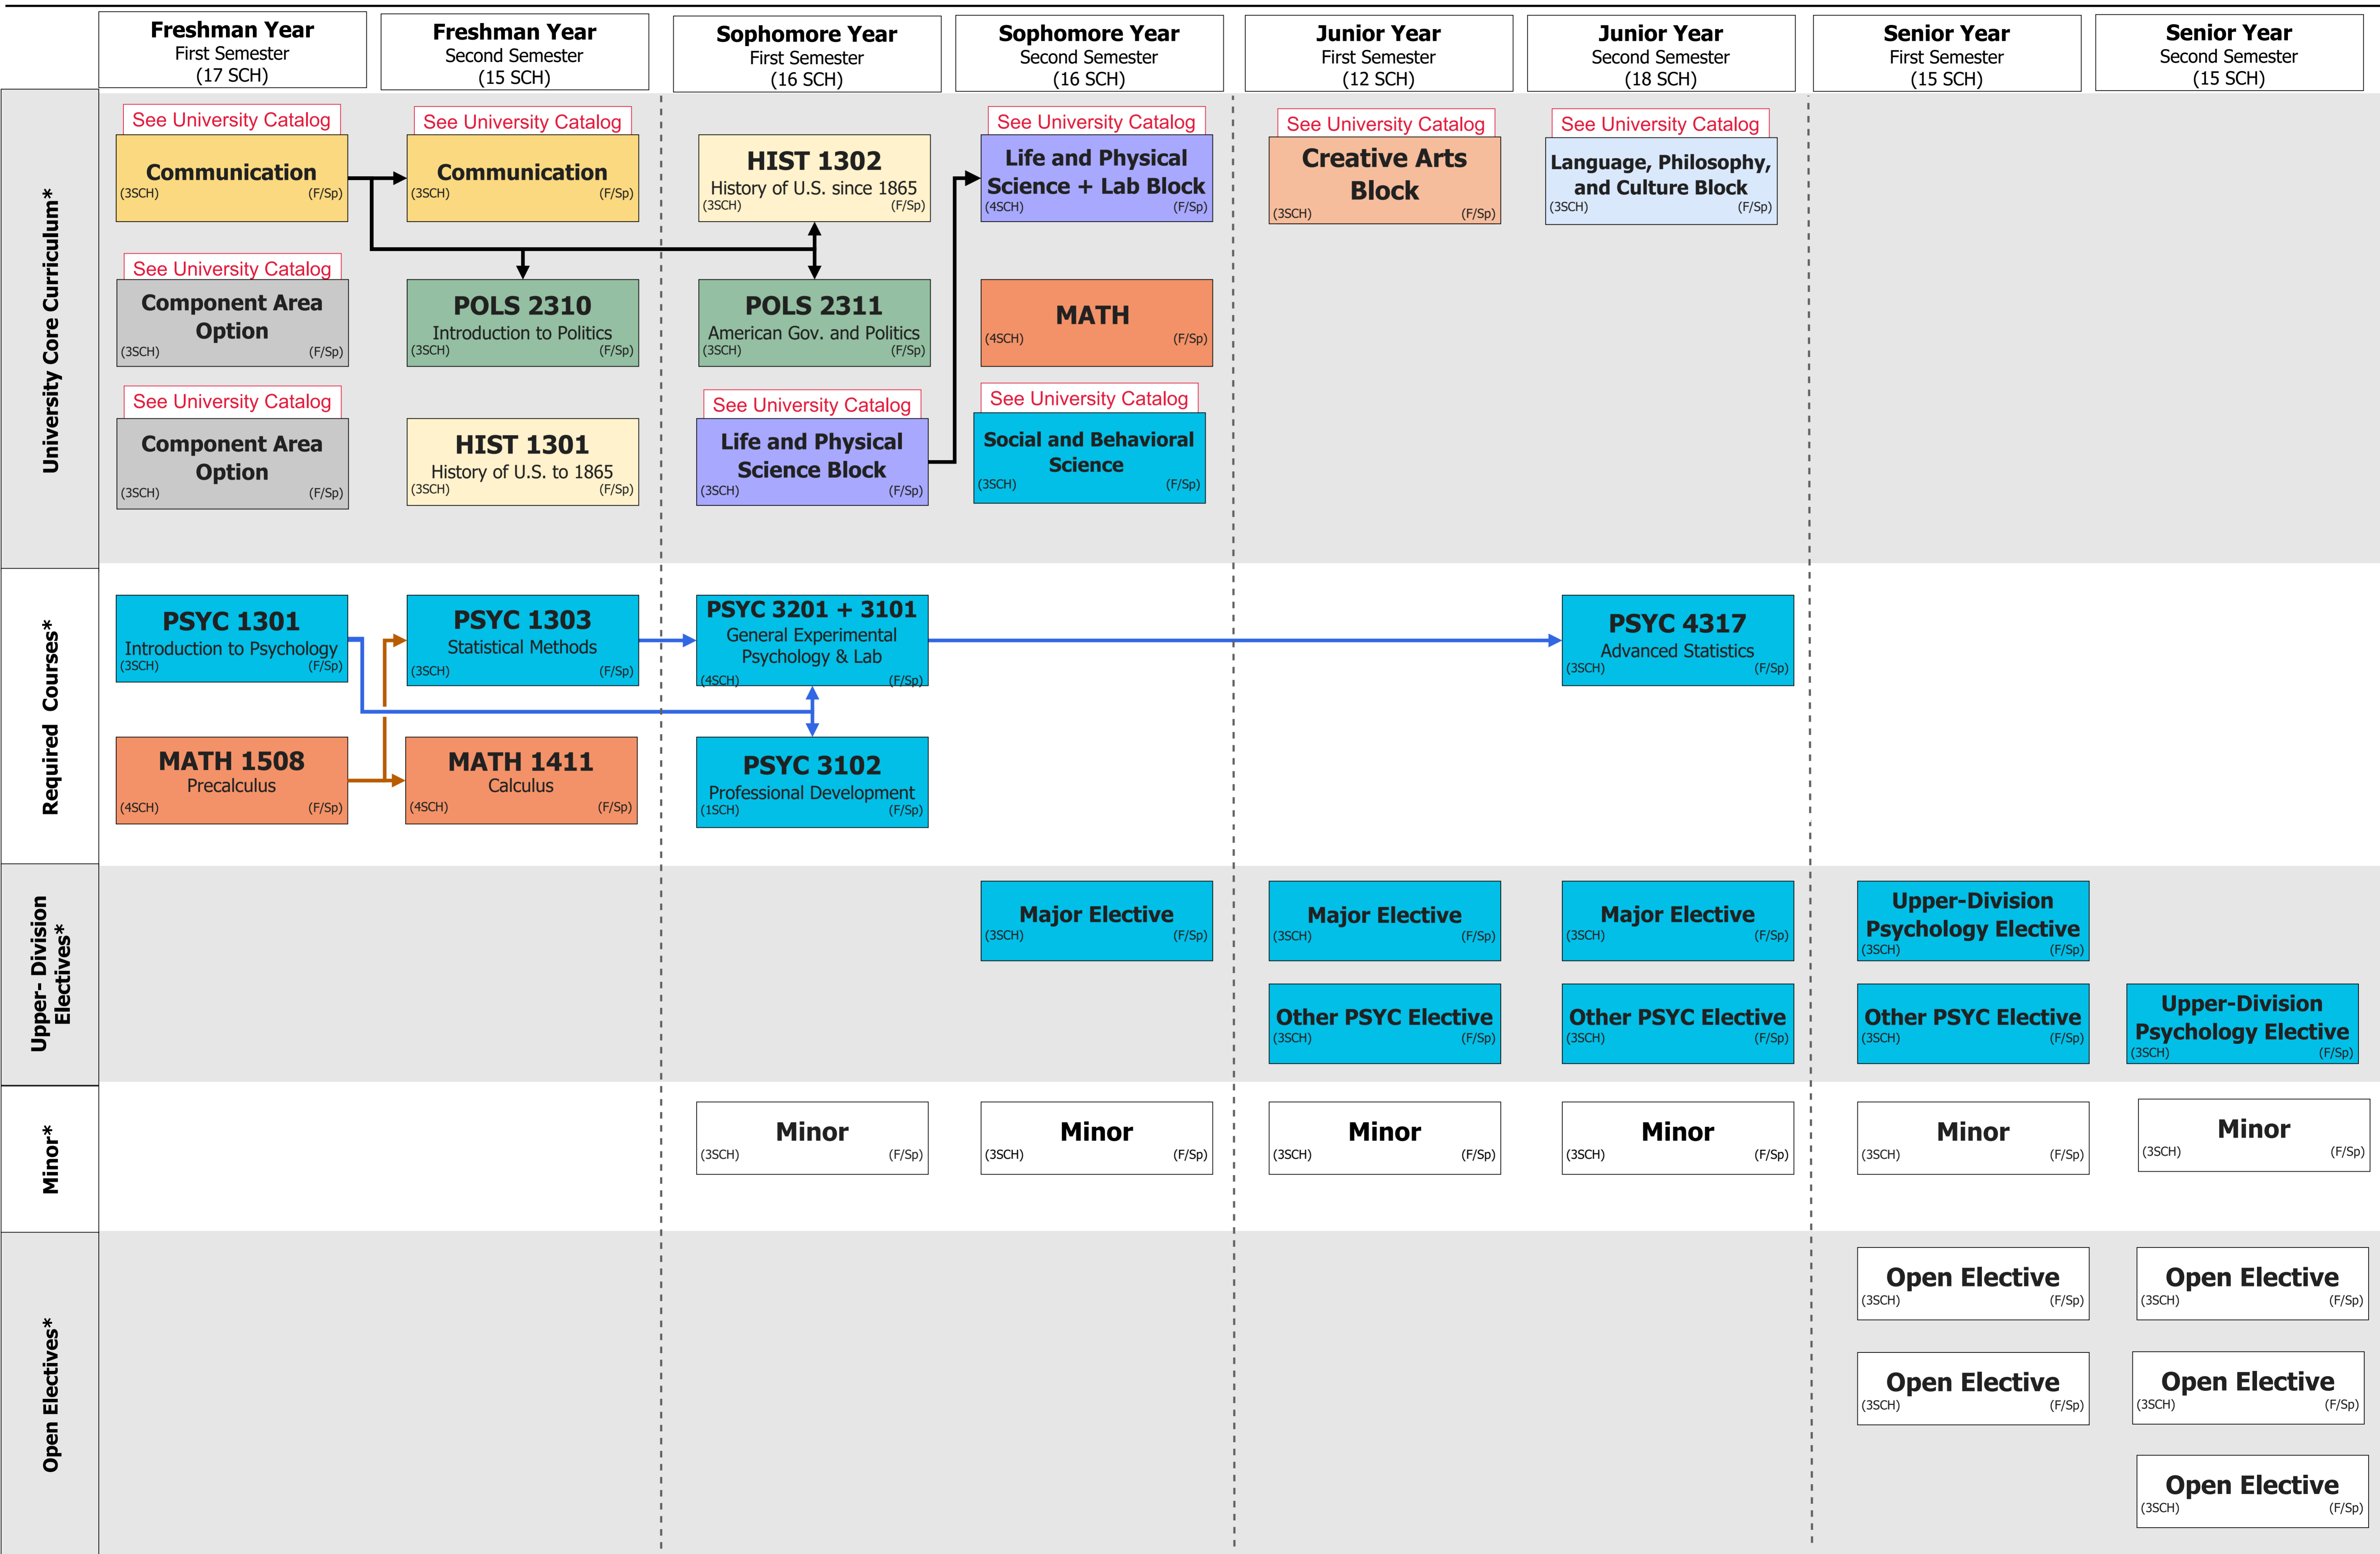 Freshman Year
First Semester
(17 SCH)
Freshman Year
Second Semester
(15 SCH)
Sophomore Year
First Semester
(16 SCH)
Sophomore Year
Second Semester
(16 SCH)
Junior Year
First Semester
(12 SCH)
Junior Year
Second Semester
(18 SCH)
Senior Year
First Semester
(15 SCH)
Senior Year
Second Semester
(15 SCH)
University Core Curriculum*
See University Catalog
Communication
(3SCH) (F/Sp)
See University Catalog
Communication
(3SCH) (F/Sp)
HIST 1302
History of U.S. since 1865
(3SCH) (F/Sp)
See University Catalog
Life and Physical
Science + Lab Block
(4SCH) (F/Sp)
See University Catalog
Creative Arts
Block
(3SCH) (F/Sp)
See University Catalog
Language, Philosophy,
and Culture Block
(3SCH) (F/Sp)
See University Catalog
Component Area
Option
(3SCH) (F/Sp)
POLS 2310
Introduction to Politics
(3SCH) (F/Sp)
POLS 2311
American Gov. and Politics
(3SCH) (F/Sp)
MATH
(4SCH) (F/Sp)
See University Catalog
Component Area
Option
(3SCH) (F/Sp)
HIST 1301
History of U.S. to 1865
(3SCH) (F/Sp)
See University Catalog
Life and Physical
Science Block
(3SCH) (F/Sp)
See University Catalog
Social and Behavioral
Science
(3SCH) (F/Sp)
Required Courses*
PSYC 1301
Introduction to Psychology
(3SCH) (F/Sp)
PSYC 1303
Statistical Methods
(3SCH) (F/Sp)
PSYC 3201 + 3101
General Experimental
Psychology & Lab
(4SCH) (F/Sp)
PSYC 4317
Advanced Statistics
(3SCH) (F/Sp)
MATH 1508
Precalculus
(4SCH) (F/Sp)
MATH 1411
Calculus
(4SCH) (F/Sp)
PSYC 3102
Professional Development
(1SCH) (F/Sp)
Upper- Division
Electives*
Major Elective
(3SCH) (F/Sp)
Major Elective
(3SCH) (F/Sp)
Major Elective
(3SCH) (F/Sp)
Upper-Division
Psychology Elective
(3SCH) (F/Sp)
Other PSYC Elective
(3SCH) (F/Sp)
Other PSYC Elective
(3SCH) (F/Sp)
Other PSYC Elective
(3SCH) (F/Sp)
Upper-Division
Psychology Elective
(3SCH) (F/Sp)
Minor*
Minor
(3SCH) (F/Sp)
Minor
(3SCH) (F/Sp)
Minor
(3SCH) (F/Sp)
Minor
(3SCH) (F/Sp)
Minor
(3SCH) (F/Sp)
Minor
(3SCH) (F/Sp)
Open Electives*
Open Elective
(3SCH) (F/Sp)
Open Elective
(3SCH) (F/Sp)
Open Elective
(3SCH) (F/Sp)
Open Elective
(3SCH) (F/Sp)
Open Elective
(3SCH) (F/Sp)